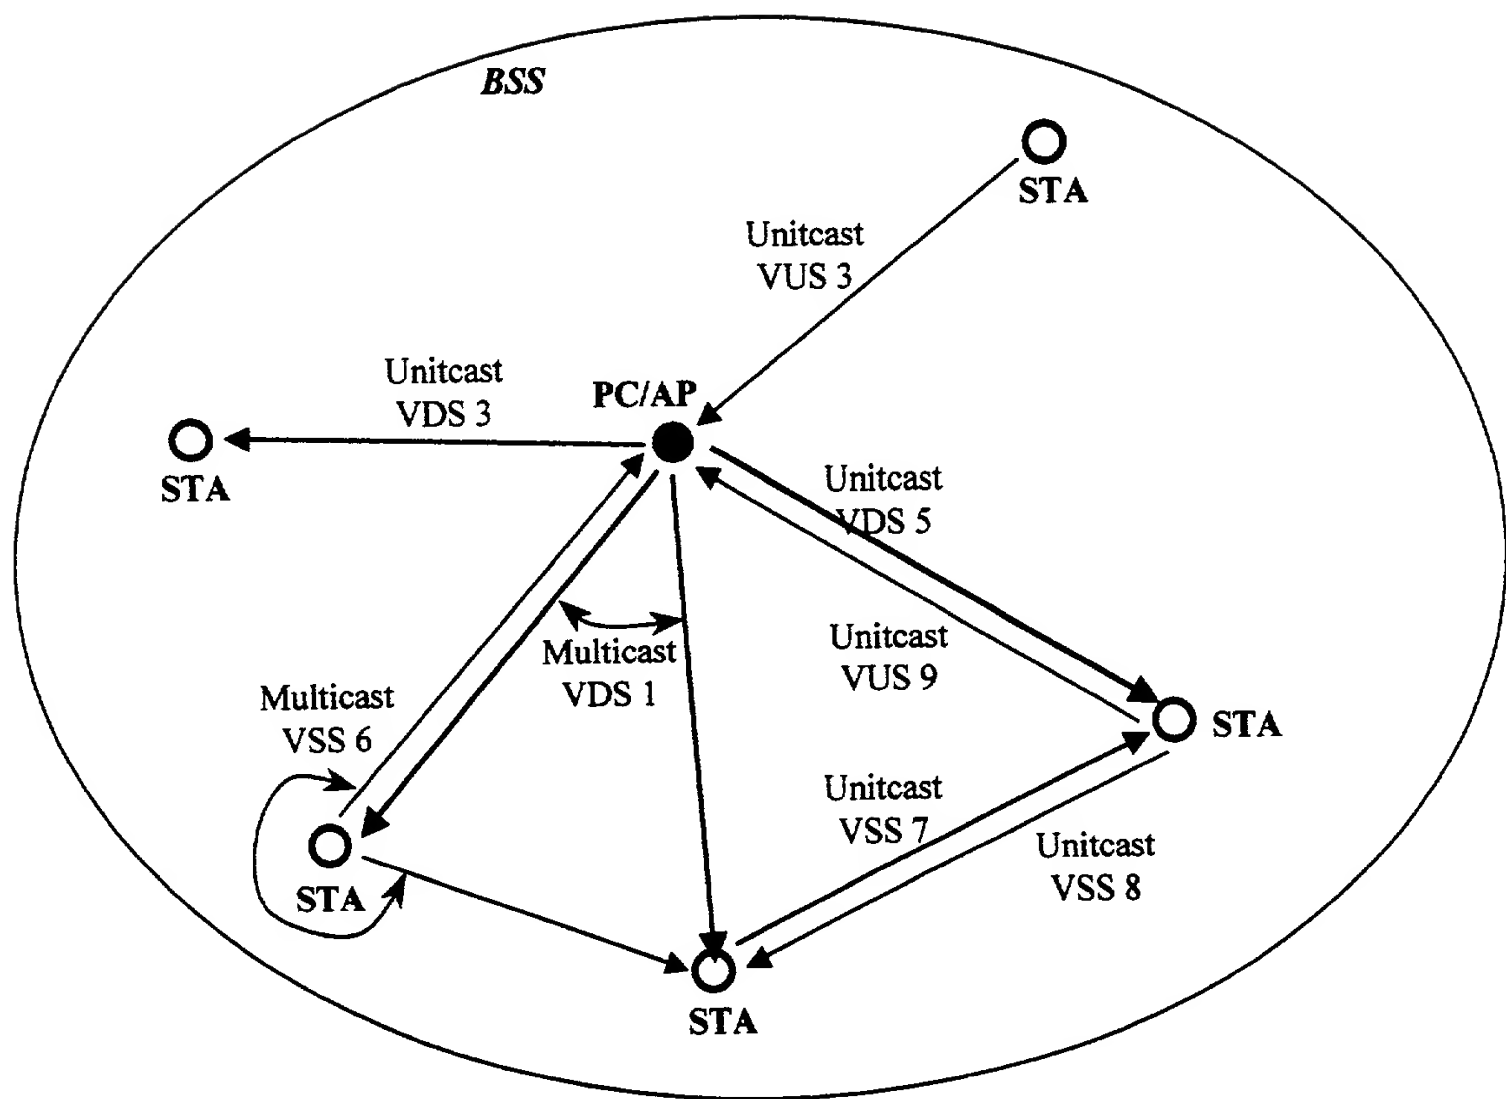 BSS
STA
Unitcast
VUS 3
Unitcast
VDS 3
PC/AP
STA
Unitcast
VDS 5
Unitcast
VUS 9
Multicast
VDS 1
Multicast
VSS 6
STA
Unitcast
VSS 7
Unitcast
VSS 8
STA
STA